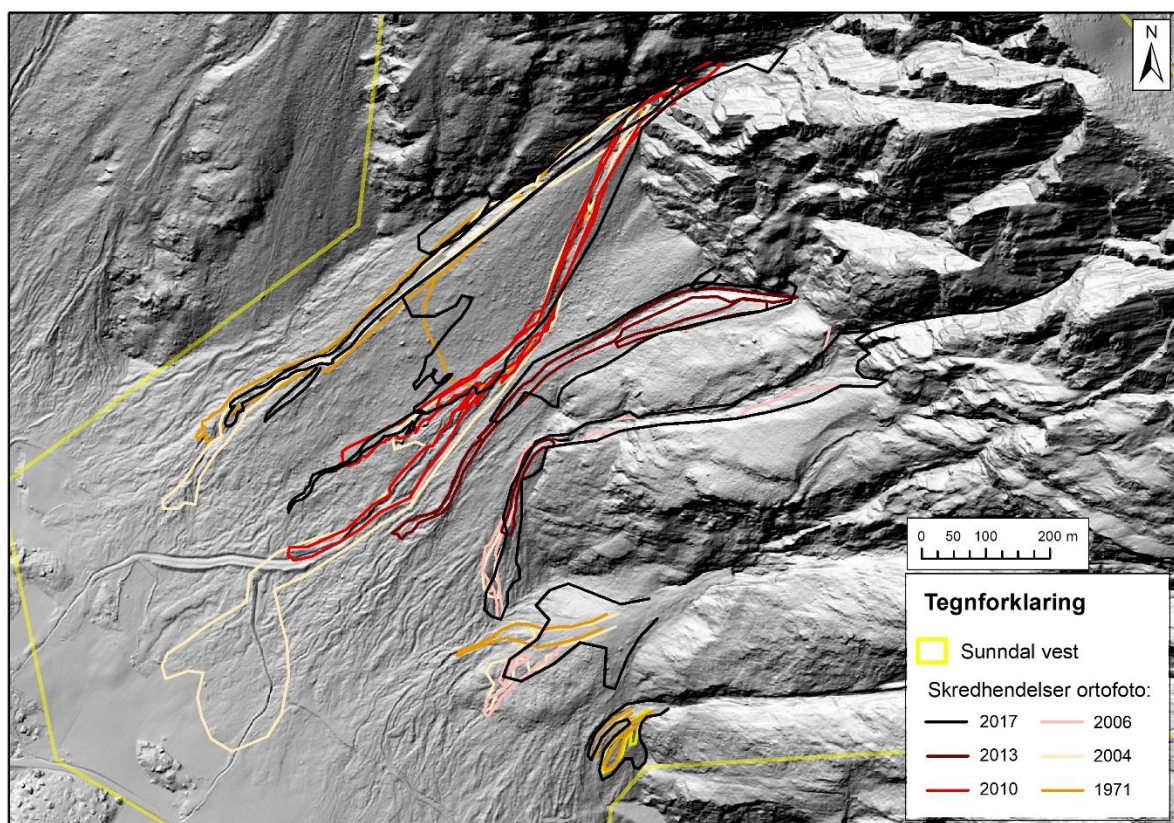 N
0 50 100 200 m
Tegnforklaring
Sunndal vest
Skredhendelser ortofoto:
2017 2006
2013 2004
2010 1971